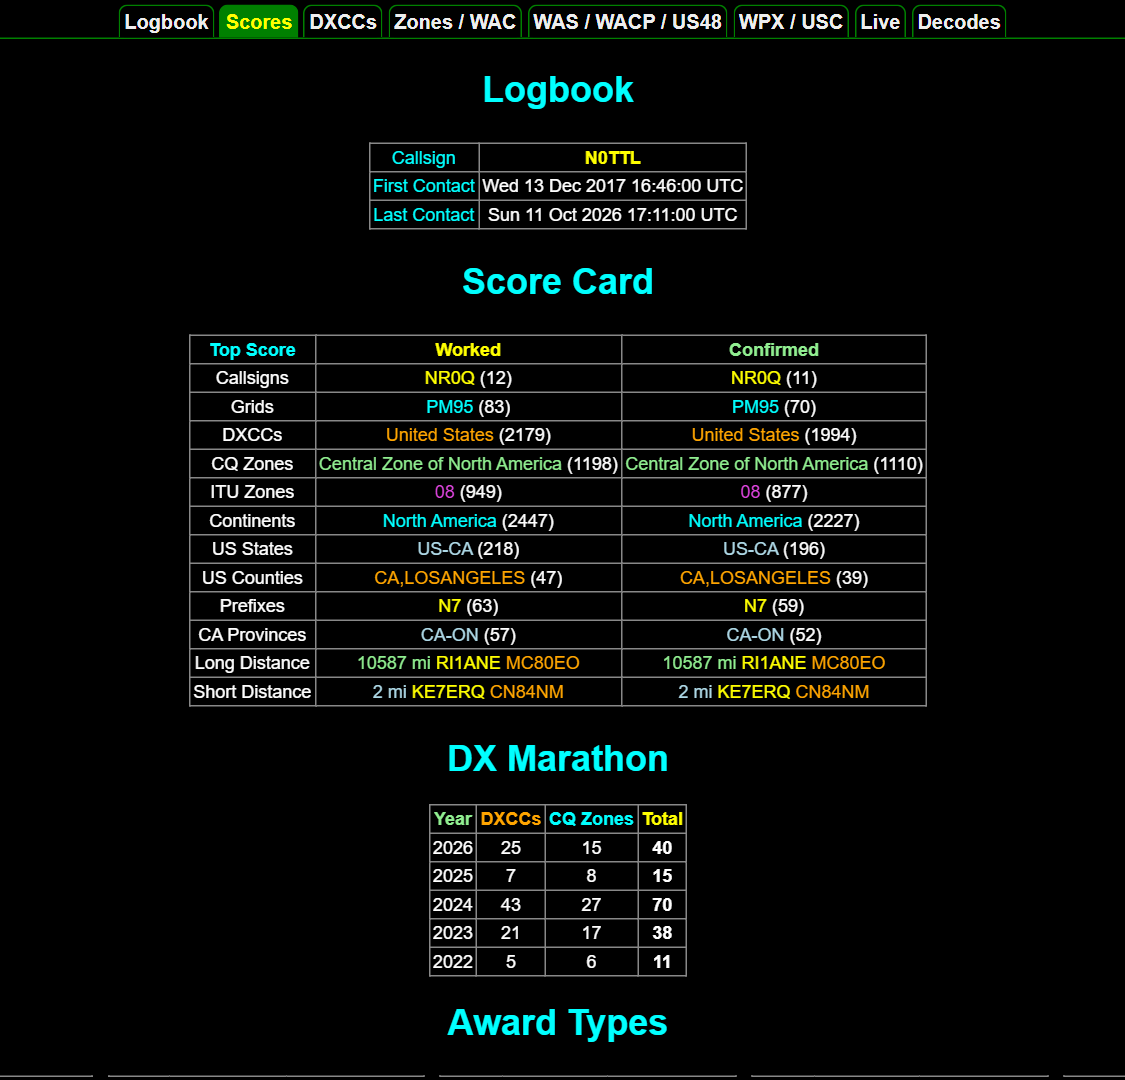 Logbook Scores DXCCs Zones / WAC WAS / WACP / US48 WPX / USC Live Decodes
Logbook
Callsign N0TTL
First Contact Wed 13 Dec 2017 16:46:00 UTC
Last Contact Sun 11 Oct 2026 17:11:00 UTC
Score Card
Top Score Worked Confirmed
Callsigns NR0Q (12) NR0Q (11)
Grids PM95 (83) PM95 (70)
DXCCs United States (2179) United States (1994)
CQ Zones Central Zone of North America (1198) Central Zone of North America (1110)
ITU Zones 08 (949) 08 (877)
Continents North America (2447) North America (2227)
US States US-CA (218) US-CA (196)
US Counties CA,LOSANGELES (47) CA,LOSANGELES (39)
Prefixes N7 (63) N7 (59)
CA Provinces CA-ON (57) CA-ON (52)
Long Distance 10587 mi RI1ANE MC80EO 10587 mi RI1ANE MC80EO
Short Distance 2 mi KE7ERQ CN84NM 2 mi KE7ERQ CN84NM
DX Marathon
Year DXCCs CQ Zones Total
2026 25 15 40
2025 7 8 15
2024 43 27 70
2023 21 17 38
2022 5 6 11
Award Types